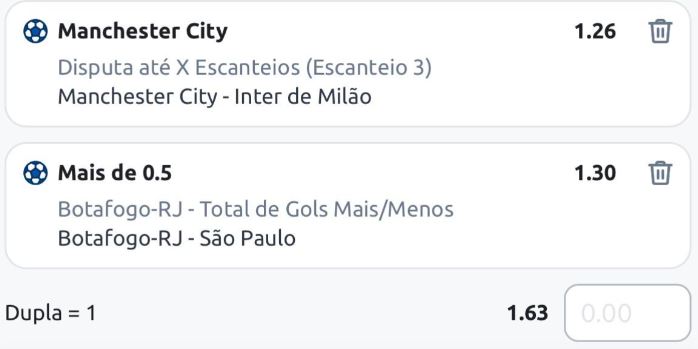 Manchester City 1.26
Disputa até X Escanteios (Escanteio 3)
Manchester City - Inter de Milão
Mais de 0.5 1.30
Botafogo-RJ - Total de Gols Mais/Menos
Botafogo-RJ - São Paulo
Dupla = 1 1.63 0.00